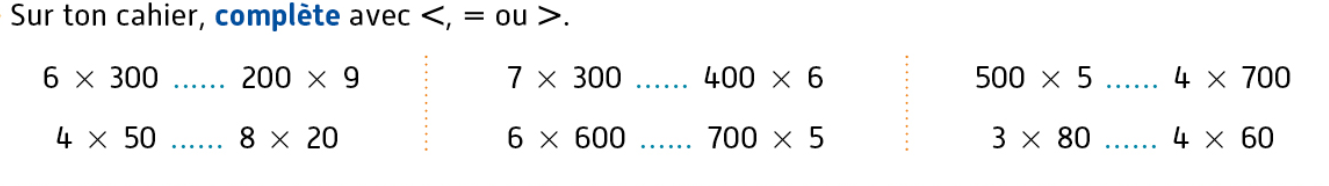 Sur ton cahier, complète avec <, = ou >.
6 × 300 ...... 200 × 9
4 × 50 ...... 8 × 20
7 × 300 ...... 400 × 6
6 × 600 ...... 700 × 5
500 × 5 ...... 4 × 700
3 × 80 ...... 4 × 60